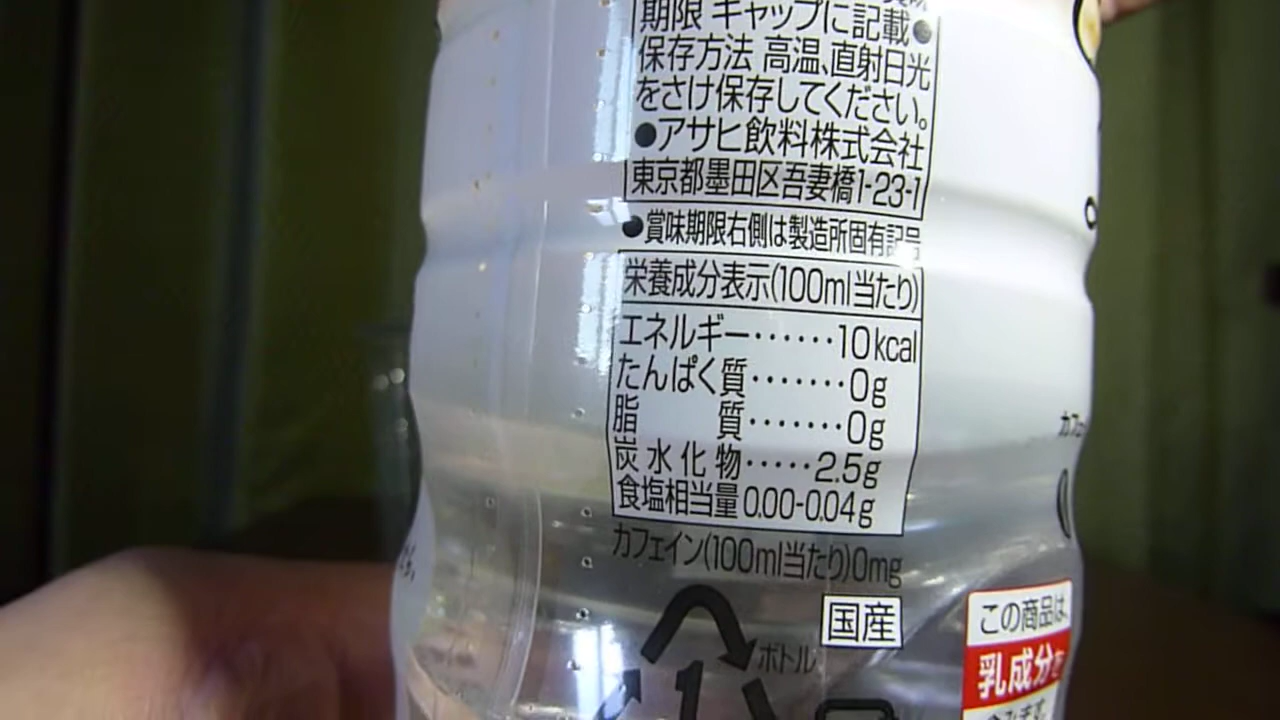 期限 キャップに記載●
保存方法 高温、直射日光
をさけ保存してください。
●アサヒ飲料株式会社
東京都墨田区吾妻橋1-23-1
●賞味期限右側は製造所固有記号
栄養成分表示(100ml当たり)
エネルギー・・・・・・10kcal
たんぱく質・・・・・・・0g
脂 質・・・・・・・0g
炭水化物・・・・・2.5g
食塩相当量 0.00-0.04g
カフェイン(100ml当たり)0mg
国産
ボトル
1
カフェ
0
この商品は、
乳成分を